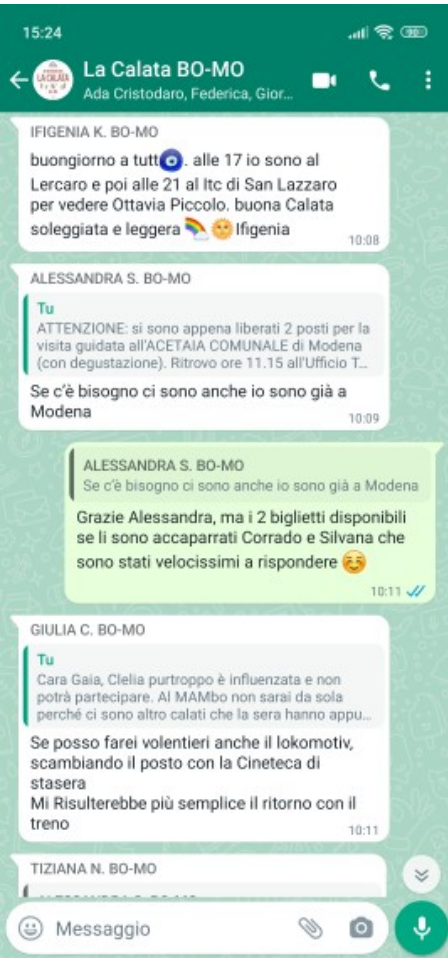 15:24
90
La Calata BO-MO
Ada Cristodaro, Federica, Gior...
LA CALATA
IFIGENIA K. BO-MO
buongiorno a tutt🧿. alle 17 io sono al
Lercaro e poi alle 21 al Itc di San Lazzaro
per vedere Ottavia Piccolo. buona Calata
soleggiata e leggera 🌈🌞 Ifigenia
10:08
ALESSANDRA S. BO-MO
Tu
ATTENZIONE: si sono appena liberati 2 posti per la
visita guidata all'ACETAIA COMUNALE di Modena
(con degustazione). Ritrovo ore 11.15 all'Ufficio T...
Se c'è bisogno ci sono anche io sono già a
Modena
10:09
ALESSANDRA S. BO-MO
Se c'è bisogno ci sono anche io sono già a Modena
Grazie Alessandra, ma i 2 biglietti disponibili
se li sono accaparrati Corrado e Silvana che
sono stati velocissimi a rispondere ☺️
10:11
GIULIA C. BO-MO
Tu
Cara Gaia, Clelia purtroppo è influenzata e non
potrà partecipare. Al MAMbo non sarai da sola
perché ci sono altro calati che la sera hanno appu...
Se posso farei volentieri anche il lokomotiv,
scambiando il posto con la Cineteca di
stasera
Mi Risulterebbe più semplice il ritorno con il
treno
10:11
TIZIANA N. BO-MO
Messaggio